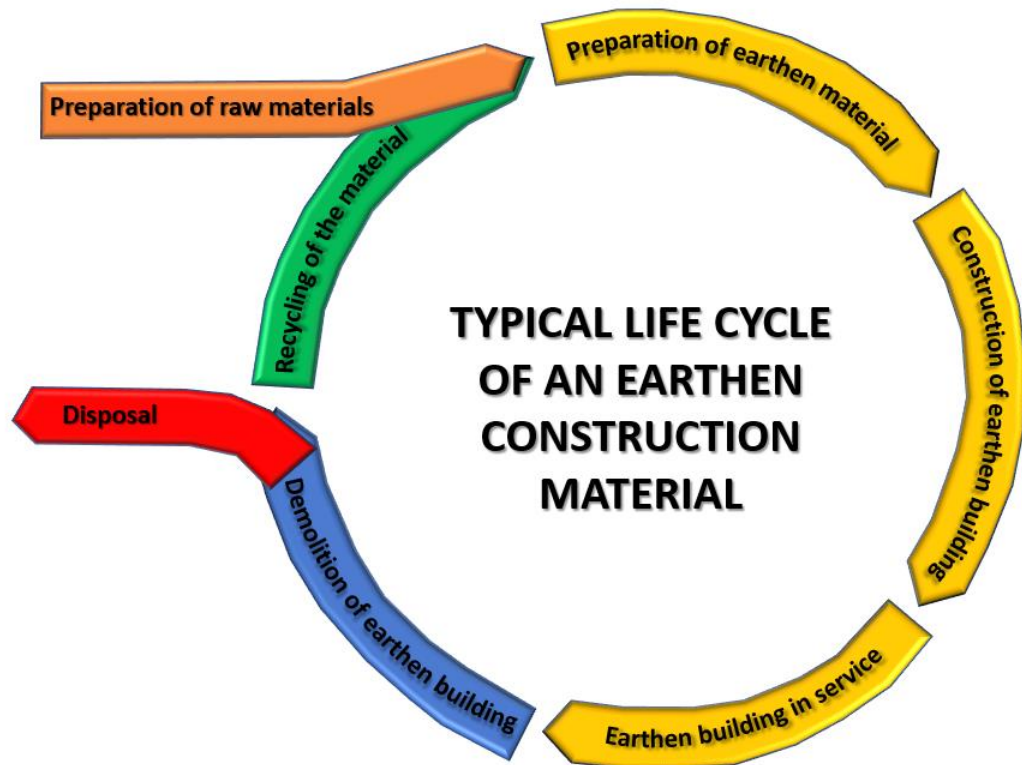 Preparation of raw materials
Preparation of earthen material
Construction of earthen building
Earthen building in service
Demolition of earthen building
Disposal
Recycling of the material
TYPICAL LIFE CYCLE
OF AN EARTHEN
CONSTRUCTION
MATERIAL